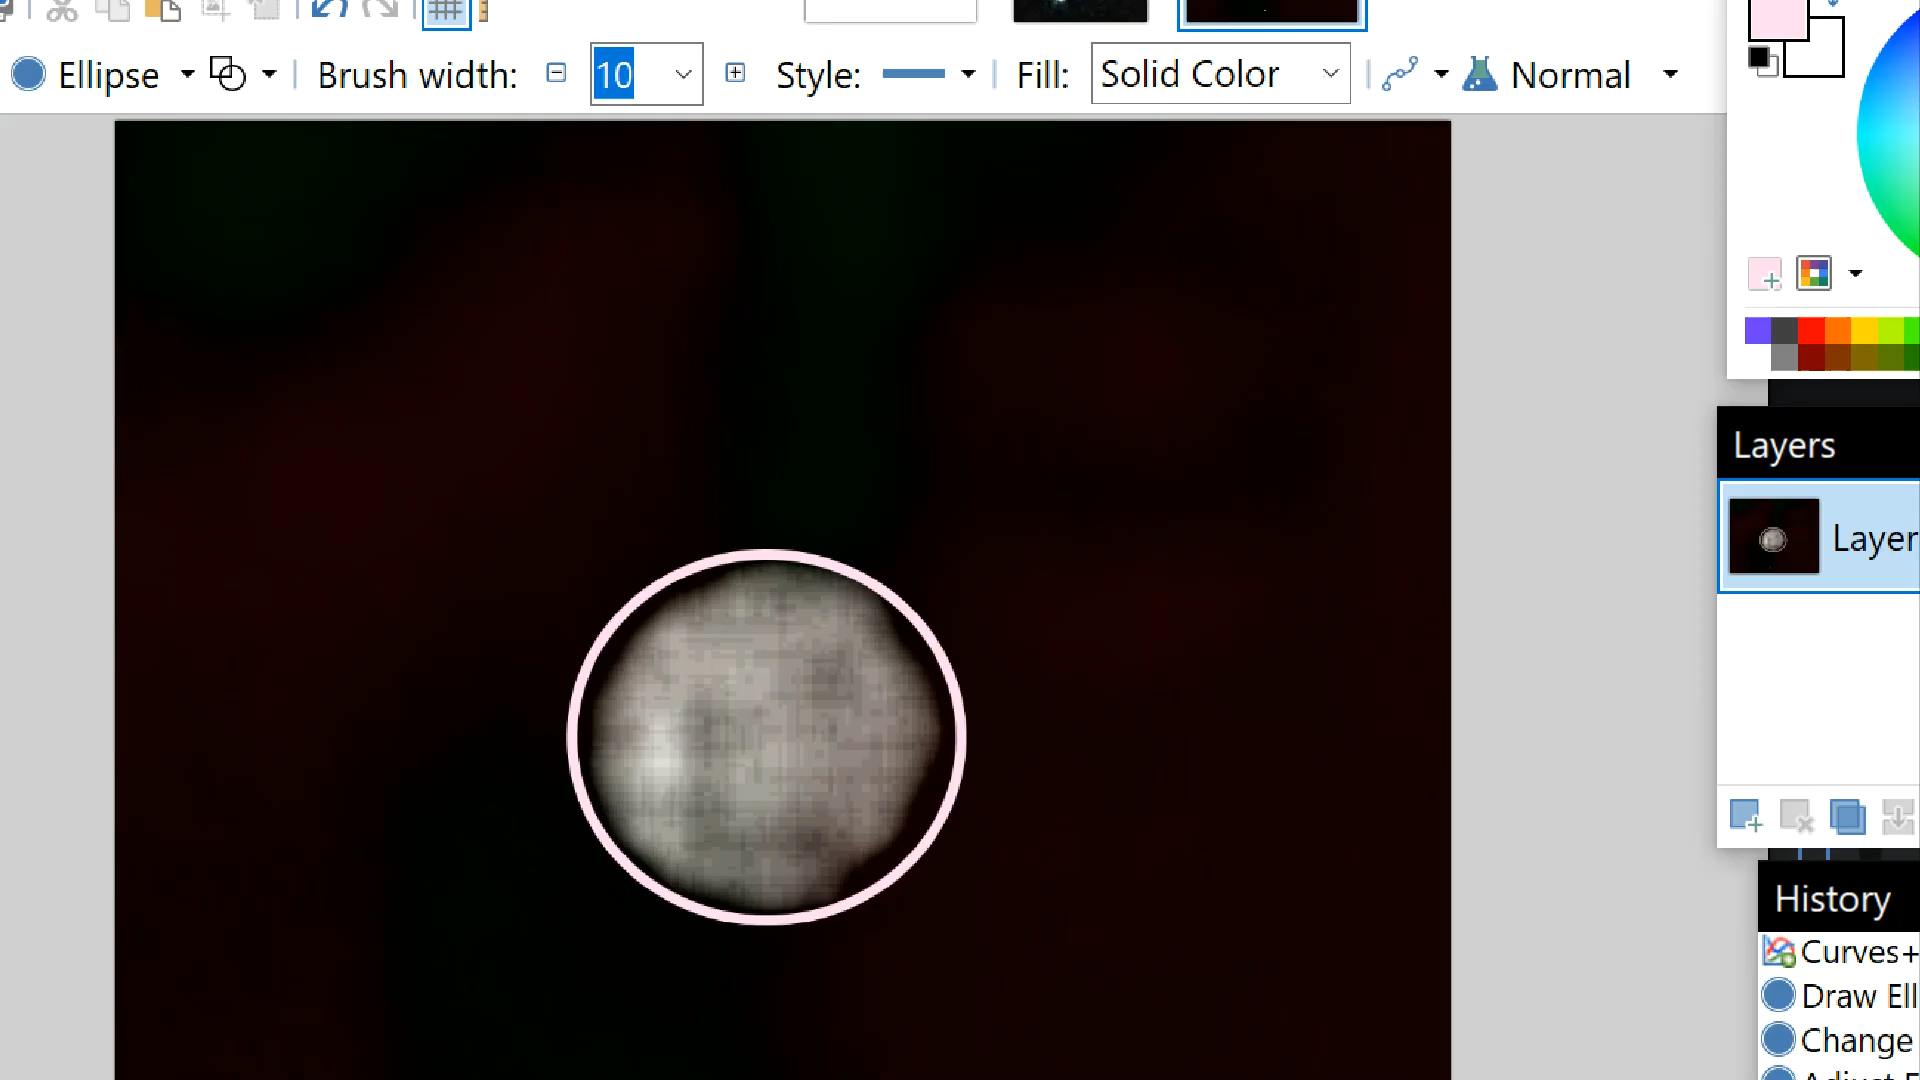 Ellipse Brush width: 10 Style: Fill: Solid Color Normal
Layers
Layer
History
Curves+
Draw Ell
Change